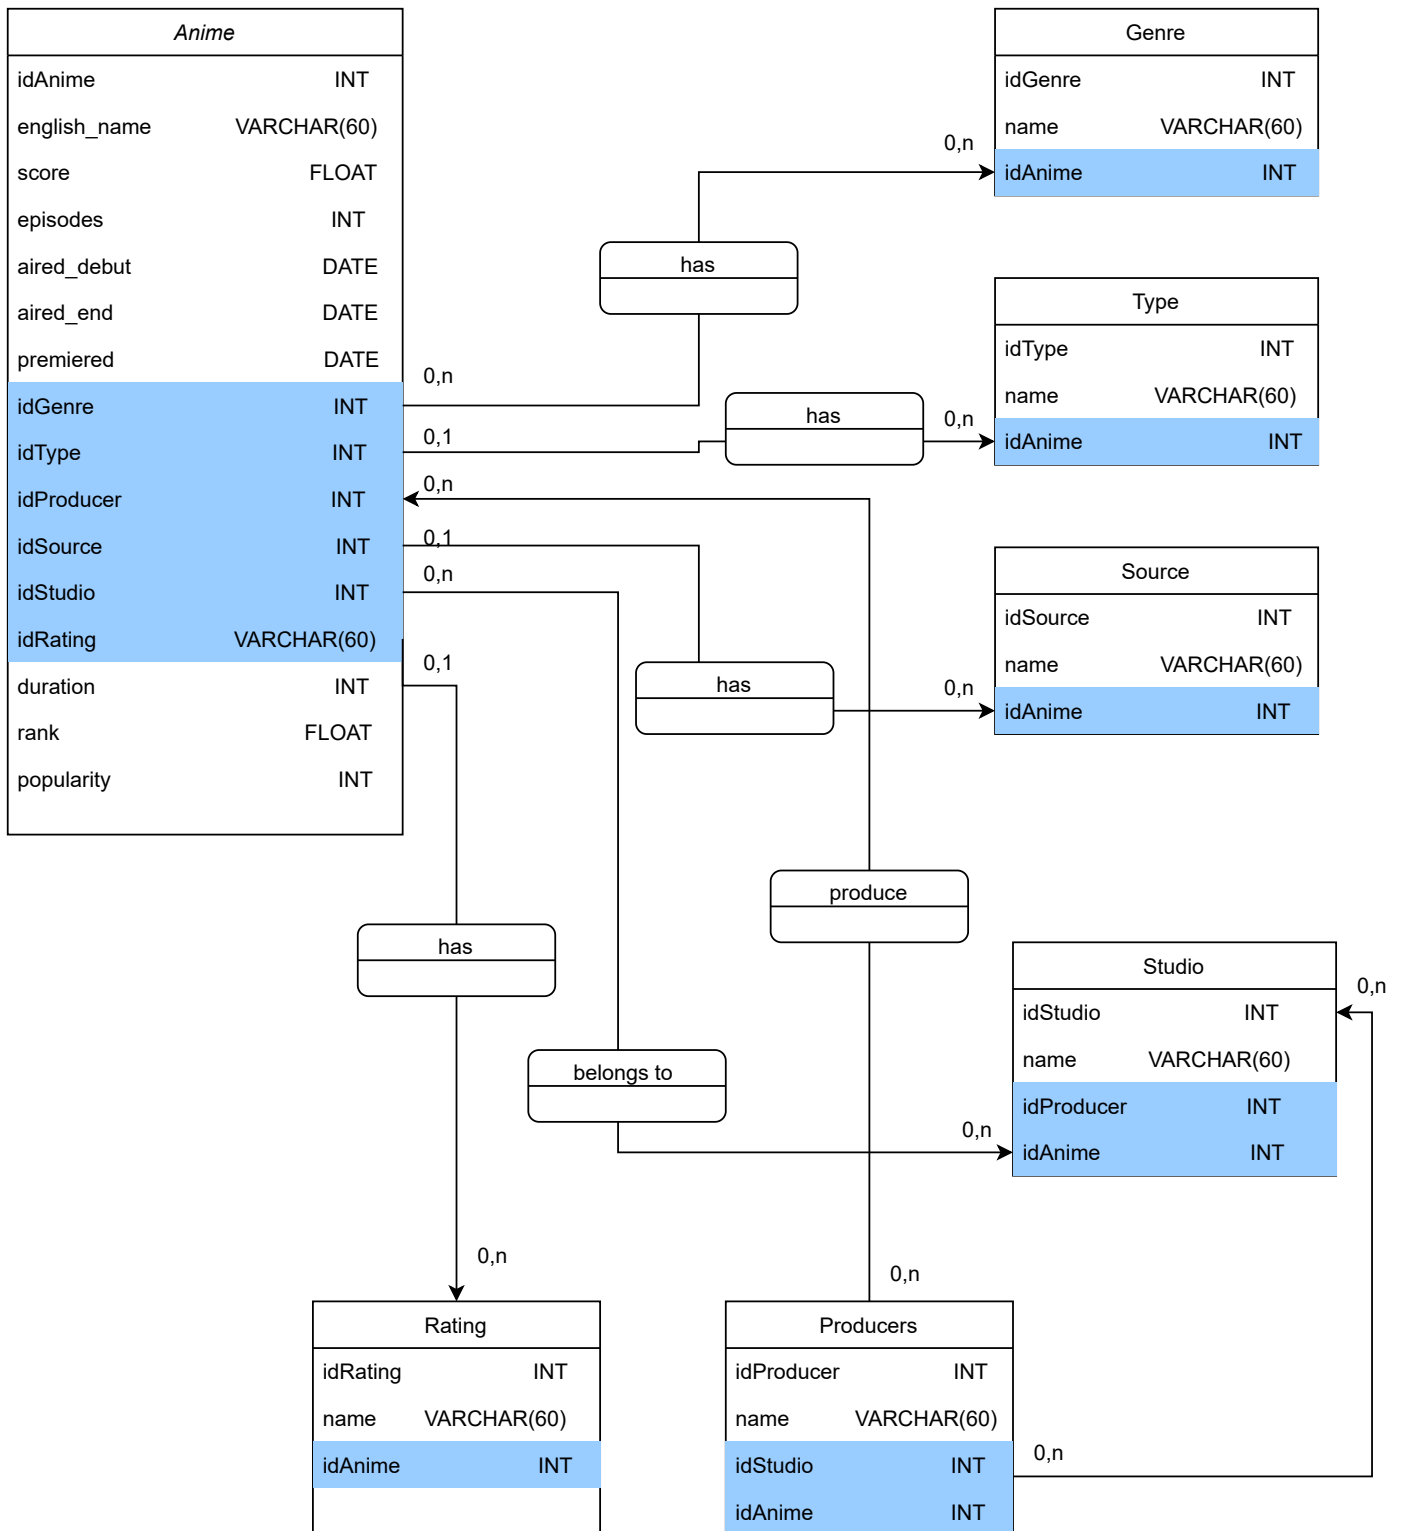 Anime
idAnime INT
english_name VARCHAR(60)
score FLOAT
episodes INT
aired_debut DATE
aired_end DATE
premiered DATE
idGenre INT
idType INT
idProducer INT
idSource INT
idStudio INT
idRating VARCHAR(60)
duration INT
rank FLOAT
popularity INT
0,n
0,1
0,n
0,1
0,n
0,1
has
0,n
Genre
idGenre INT
name VARCHAR(60)
idAnime INT
has
0,n
Type
idType INT
name VARCHAR(60)
idAnime INT
has
0,n
Source
idSource INT
name VARCHAR(60)
idAnime INT
produce
has
belongs to
0,n
Studio
0,n
idStudio INT
name VARCHAR(60)
idProducer INT
idAnime INT
0,n
Rating
idRating INT
name VARCHAR(60)
idAnime INT
0,n
Producers
idProducer INT
name VARCHAR(60)
idStudio INT
idAnime INT
0,n